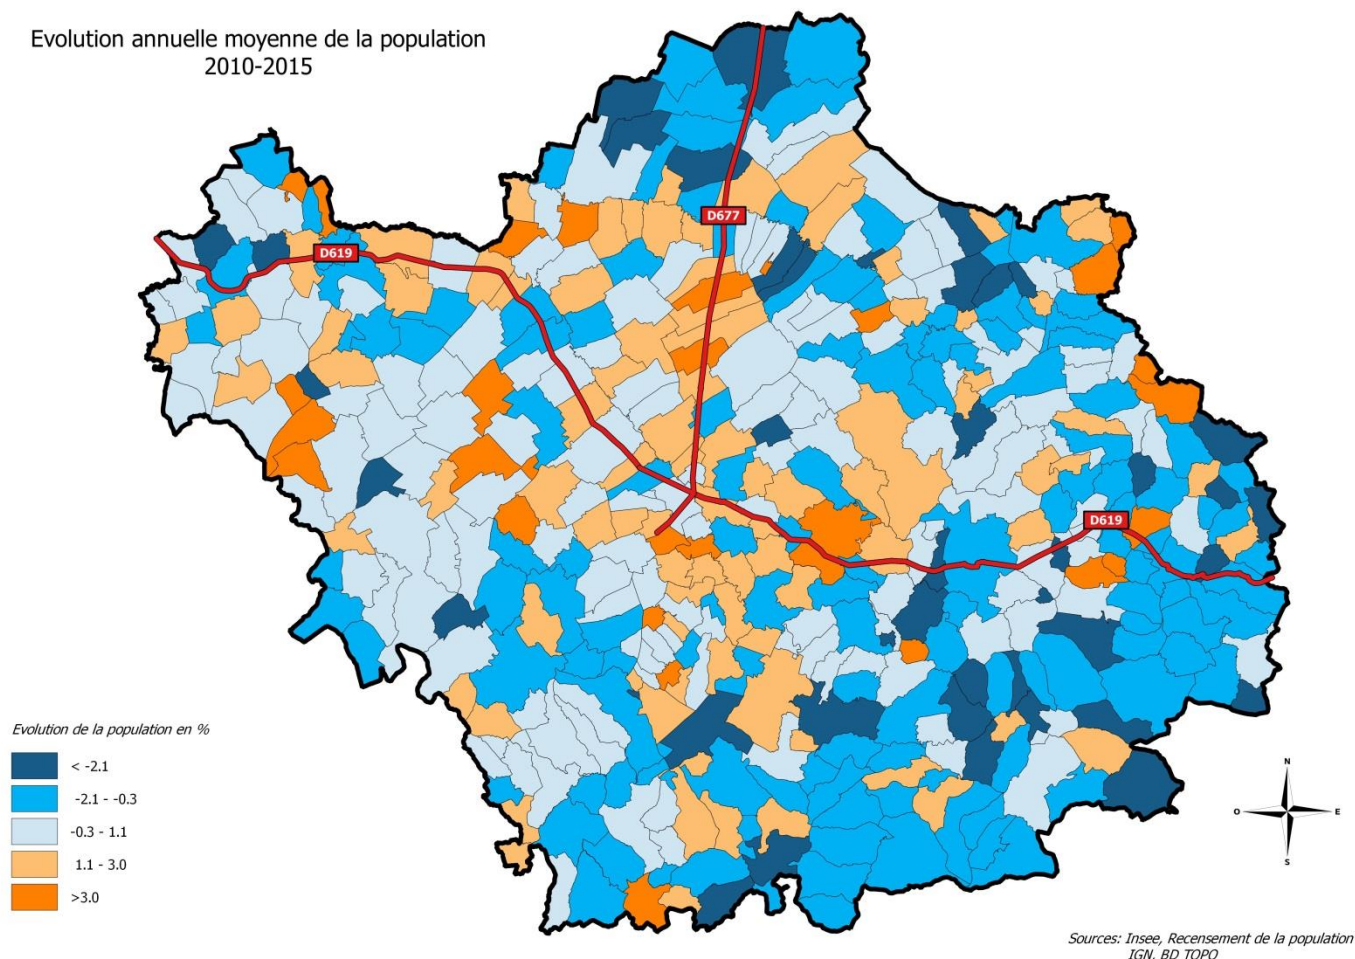 Evolution annuelle moyenne de la population
2010-2015
D677
D619
D619
Evolution de la population en %
< -2.1
-2.1 - -0.3
-0.3 - 1.1
1.1 - 3.0
>3.0
N
O
E
S
Sources: Insee, Recensement de la population
IGN, BD TOPO